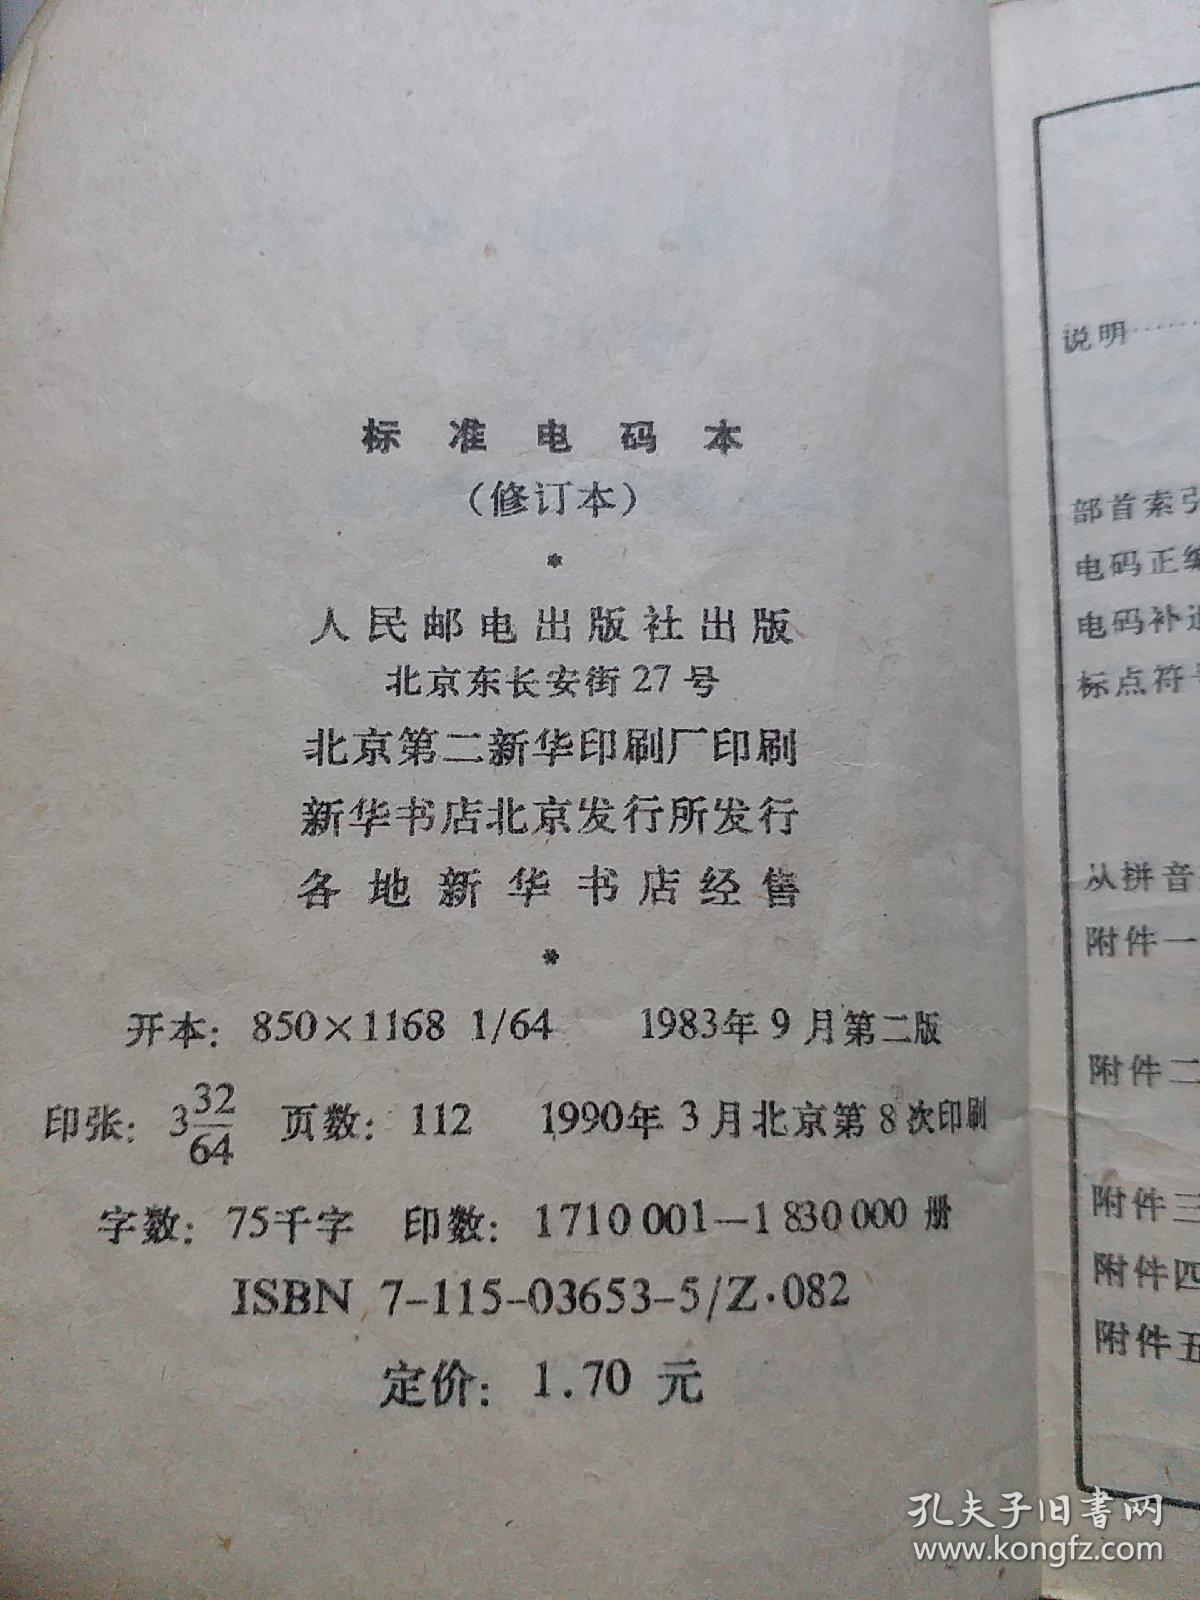 标准电码本
(修订本)
*
人民邮电出版社出版
北京东长安街27号
北京第二新华印刷厂印刷
新华书店北京发行所发行
各地新华书店经售
*
开本：850×1168 1/64 1983年9月第二版
印张：3 32/64 页数：112 1990年3月北京第8次印刷
字数：75千字 印数：1710 001—1 830 000册
ISBN 7-115-03653-5/Z·082
定价：1.70元
说明……
部首索引
电码正编
电码补
标点符
从拼音
附件一
附件二
附件三
附件四
附件五
孔夫子旧书网
www.kongfz.com